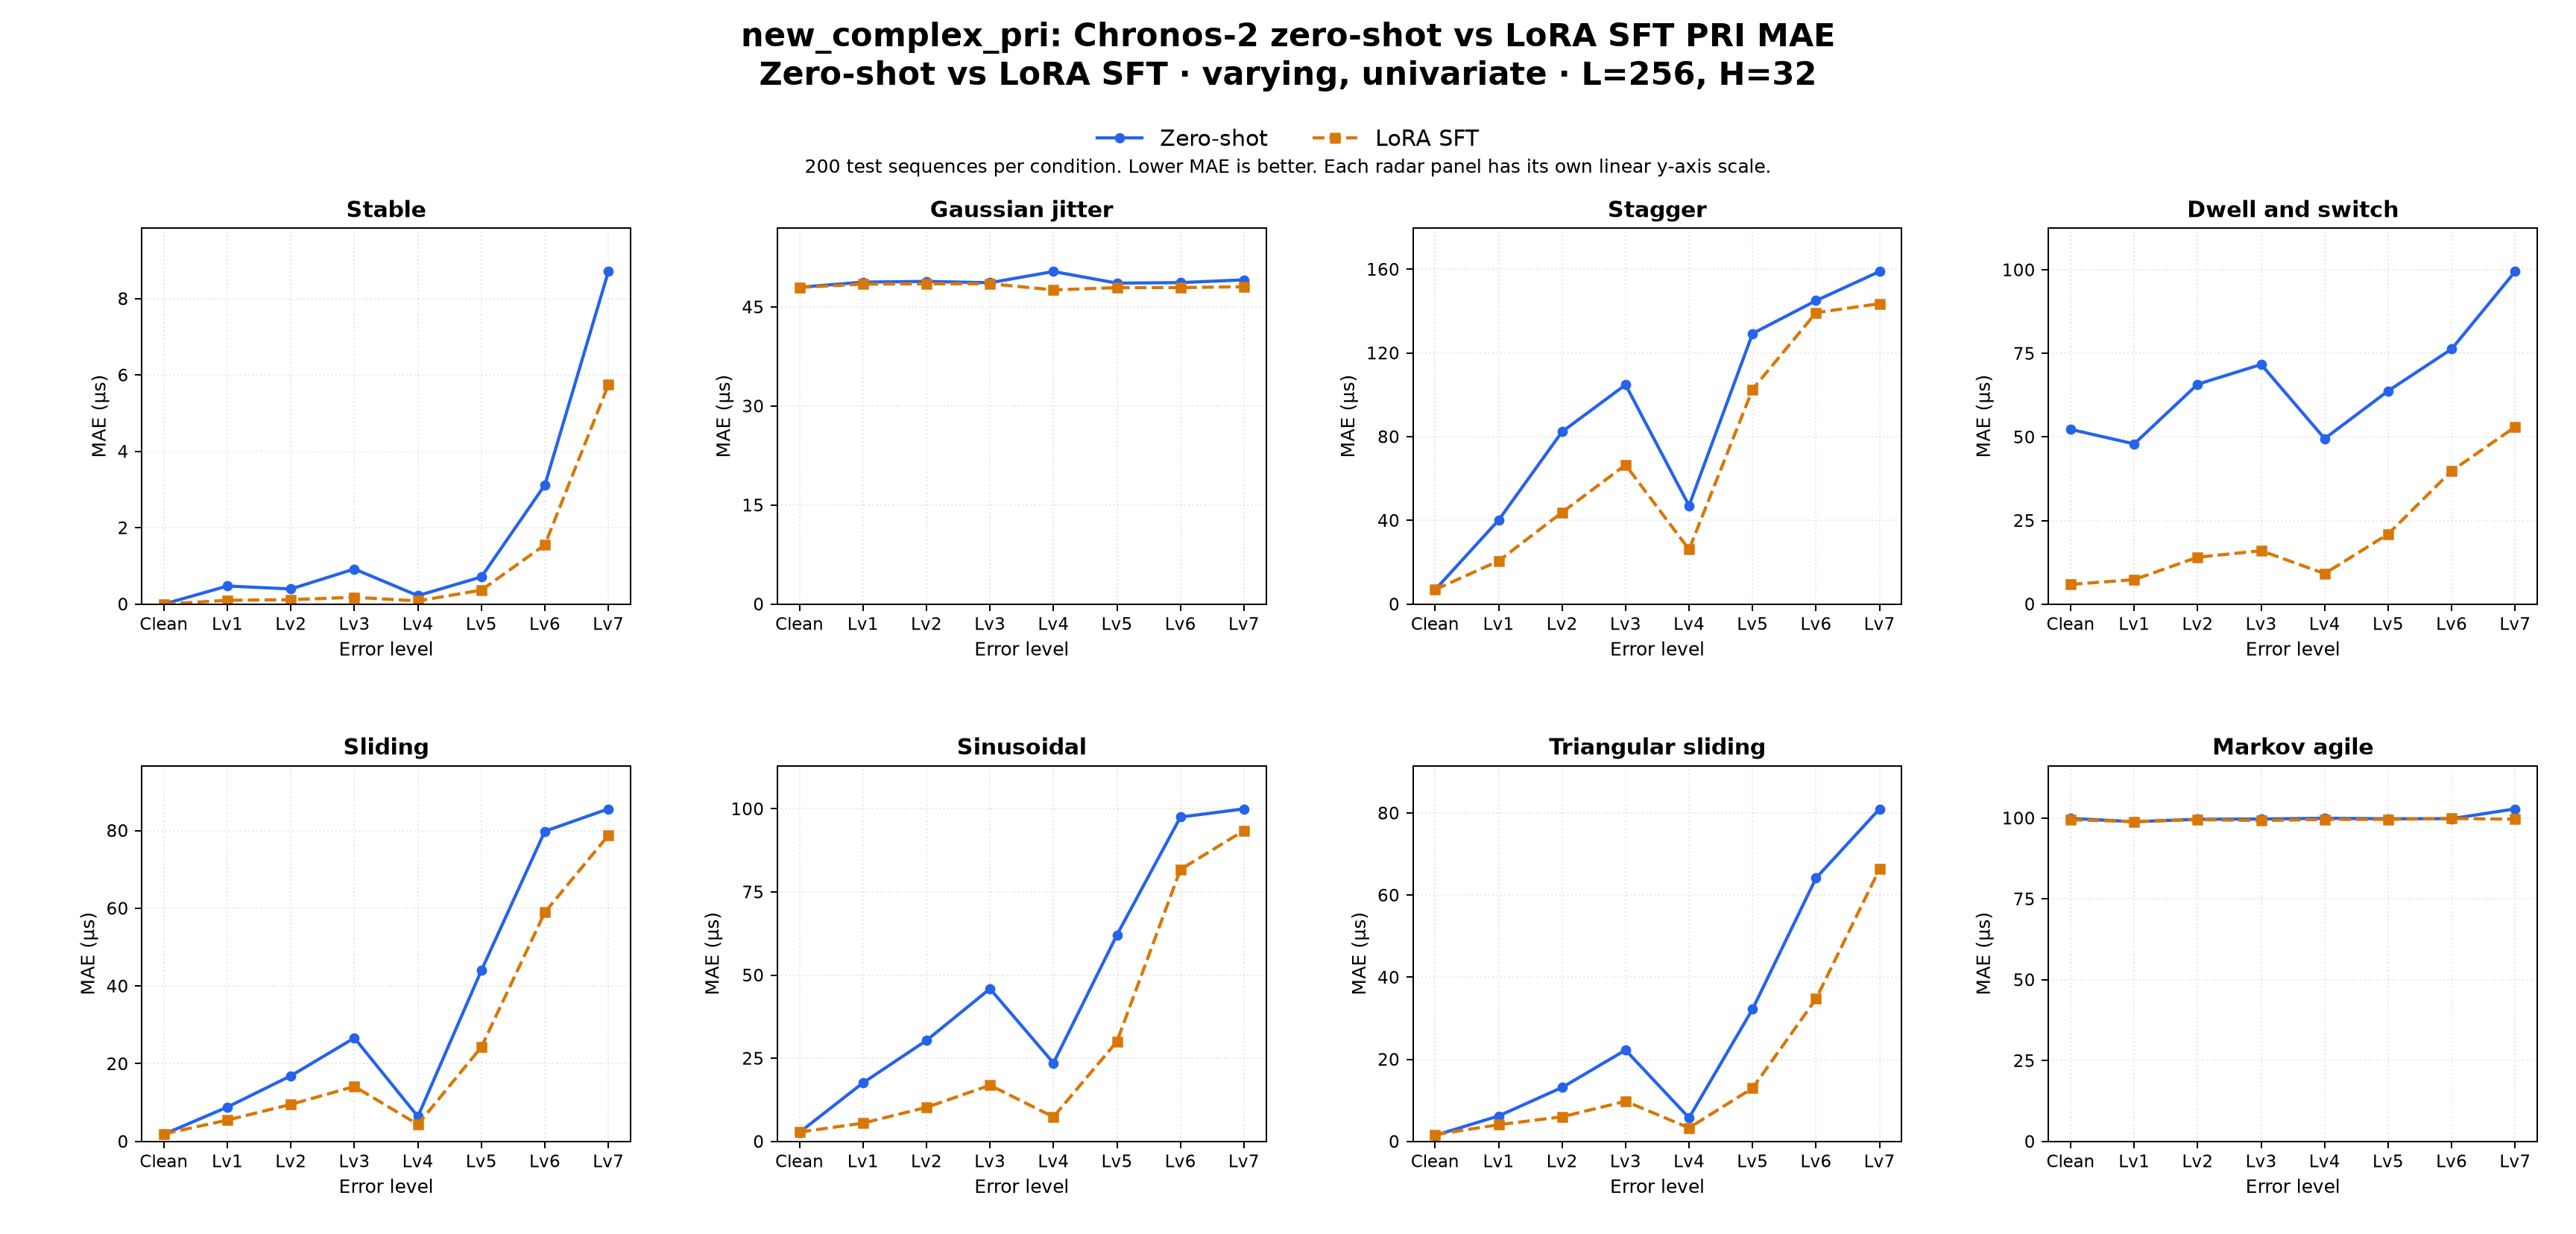 new_complex_pri: Chronos-2 zero-shot vs LoRA SFT PRI MAE
Zero-shot vs LoRA SFT · varying, univariate · L=256, H=32
Zero-shot
LoRA SFT
200 test sequences per condition. Lower MAE is better. Each radar panel has its own linear y-axis scale.
Stable
MAE (μs)
8
6
4
2
0
Clean Lv1 Lv2 Lv3 Lv4 Lv5 Lv6 Lv7
Error level
Gaussian jitter
MAE (μs)
45
30
15
0
Clean Lv1 Lv2 Lv3 Lv4 Lv5 Lv6 Lv7
Error level
Stagger
MAE (μs)
160
120
80
40
0
Clean Lv1 Lv2 Lv3 Lv4 Lv5 Lv6 Lv7
Error level
Dwell and switch
MAE (μs)
100
75
50
25
0
Clean Lv1 Lv2 Lv3 Lv4 Lv5 Lv6 Lv7
Error level
Sliding
MAE (μs)
80
60
40
20
0
Clean Lv1 Lv2 Lv3 Lv4 Lv5 Lv6 Lv7
Error level
Sinusoidal
MAE (μs)
100
75
50
25
0
Clean Lv1 Lv2 Lv3 Lv4 Lv5 Lv6 Lv7
Error level
Triangular sliding
MAE (μs)
80
60
40
20
0
Clean Lv1 Lv2 Lv3 Lv4 Lv5 Lv6 Lv7
Error level
Markov agile
MAE (μs)
100
75
50
25
0
Clean Lv1 Lv2 Lv3 Lv4 Lv5 Lv6 Lv7
Error level